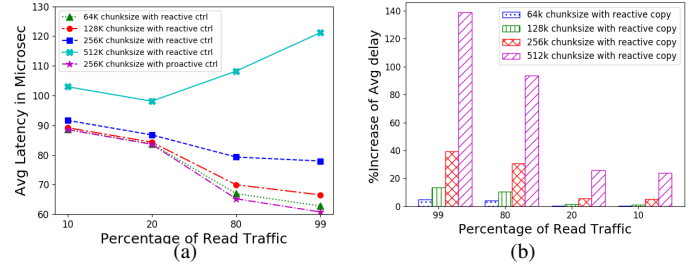 130
120
110
100
90
80
70
60
Avg Latency in Microsec
64K chunksize with reactive ctrl
128K chunksize with reactive ctrl
256K chunksize with reactive ctrl
512K chunksize with reactive ctrl
256K chunksize with proactive ctrl
10 20 80 99
Percentage of Read Traffic
(a)
140
120
100
80
60
40
20
0
%Increase of Avg delay
64k chunksize with reactive copy
128k chunksize with reactive copy
256k chunksize with reactive copy
512k chunksize with reactive copy
99 80 20 10
Percentage of Read Traffic
(b)